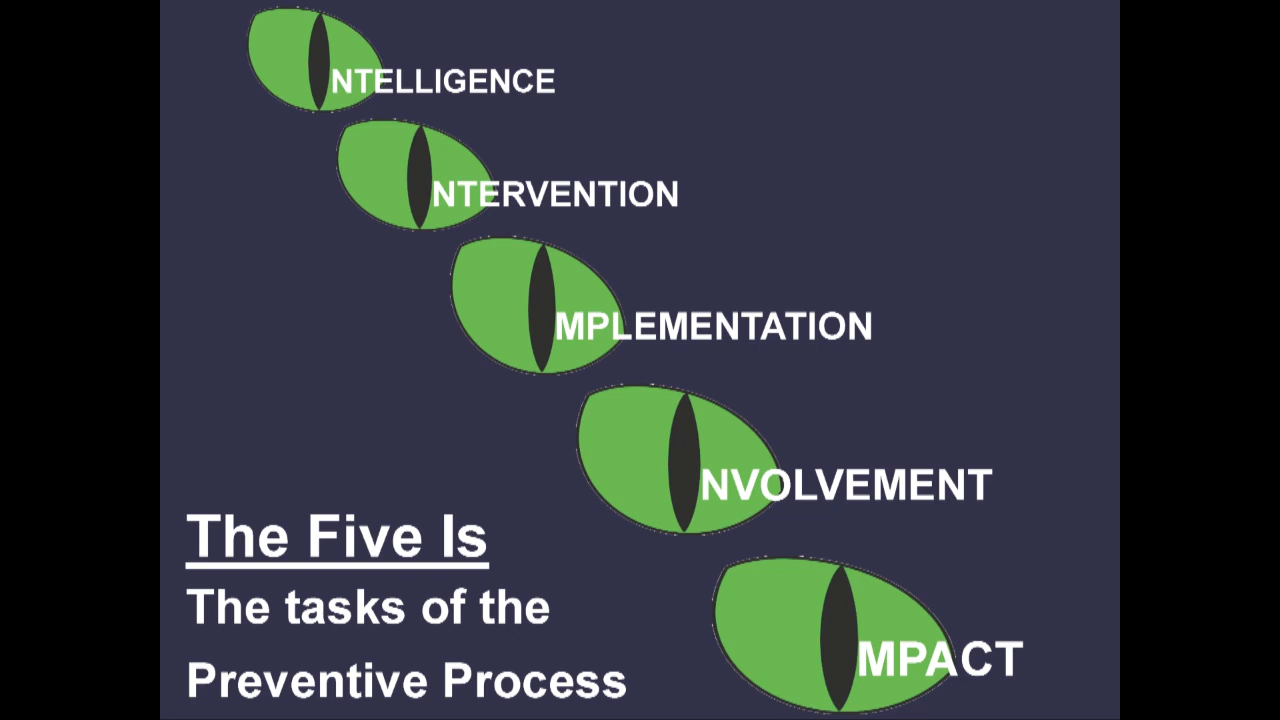 NTELLIGENCE
NTERVENTION
MPLEMENTATION
NVOLVEMENT
MPACT
The Five Is
The tasks of the
Preventive Process